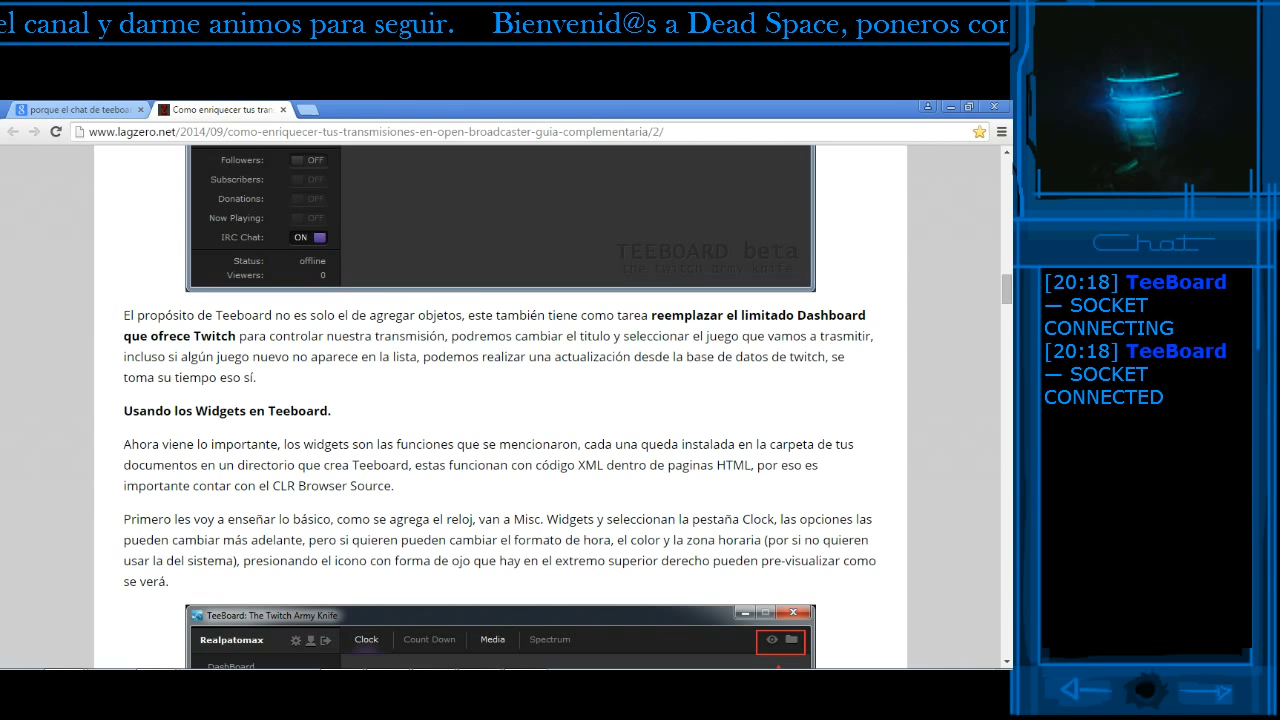 el canal y darme animos para seguir. Bienvenid@s a Dead Space, poneros con
porque el chat de teeboa
Como enriquecer tus tran
www.lagzero.net/2014/09/como-enriquecer-tus-transmisiones-en-open-broadcaster-guia-complementaria/2/
Followers: OFF
Subscribers: OFF
Donations: OFF
Now Playing: OFF
IRC Chat: ON
Status: offline
Viewers: 0
TEEBOARD beta
the twitch army knife
El propósito de Teeboard no es solo el de agregar objetos, este también tiene como tarea reemplazar el limitado Dashboard
que ofrece Twitch para controlar nuestra transmisión, podremos cambiar el titulo y seleccionar el juego que vamos a trasmitir,
incluso si algún juego nuevo no aparece en la lista, podemos realizar una actualización desde la base de datos de twitch, se
toma su tiempo eso sí.
Usando los Widgets en Teeboard.
Ahora viene lo importante, los widgets son las funciones que se mencionaron, cada una queda instalada en la carpeta de tus
documentos en un directorio que crea Teeboard, estas funcionan con código XML dentro de paginas HTML, por eso es
importante contar con el CLR Browser Source.
Primero les voy a enseñar lo básico, como se agrega el reloj, van a Misc. Widgets y seleccionan la pestaña Clock, las opciones las
pueden cambiar más adelante, pero si quieren pueden cambiar el formato de hora, el color y la zona horaria (por si no quieren
usar la del sistema), presionando el icono con forma de ojo que hay en el extremo superior derecho pueden pre-visualizar como
se verá.
TeeBoard: The Twitch Army Knife
Realpatomax Clock Count Down Media Spectrum
DashBoard
Chat
[20:18] TeeBoard
— SOCKET
CONNECTING
[20:18] TeeBoard
— SOCKET
CONNECTED